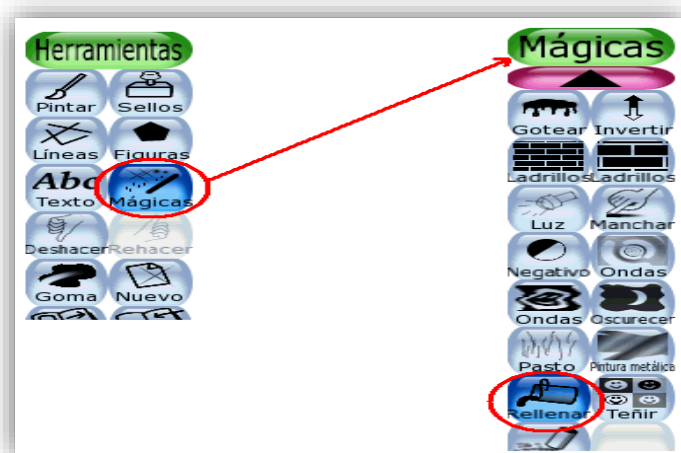 Herramientas
Pintar Sellos
Líneas Figuras
Abc
Texto Mágicas
Deshacer Rehacer
Goma Nuevo
Mágicas
Gotear Invertir
Ladrillos Ladrillos
Luz Manchar
Negativo Ondas
Ondas Oscurecer
Pasto Pintura metálica
Rellenar Teñir